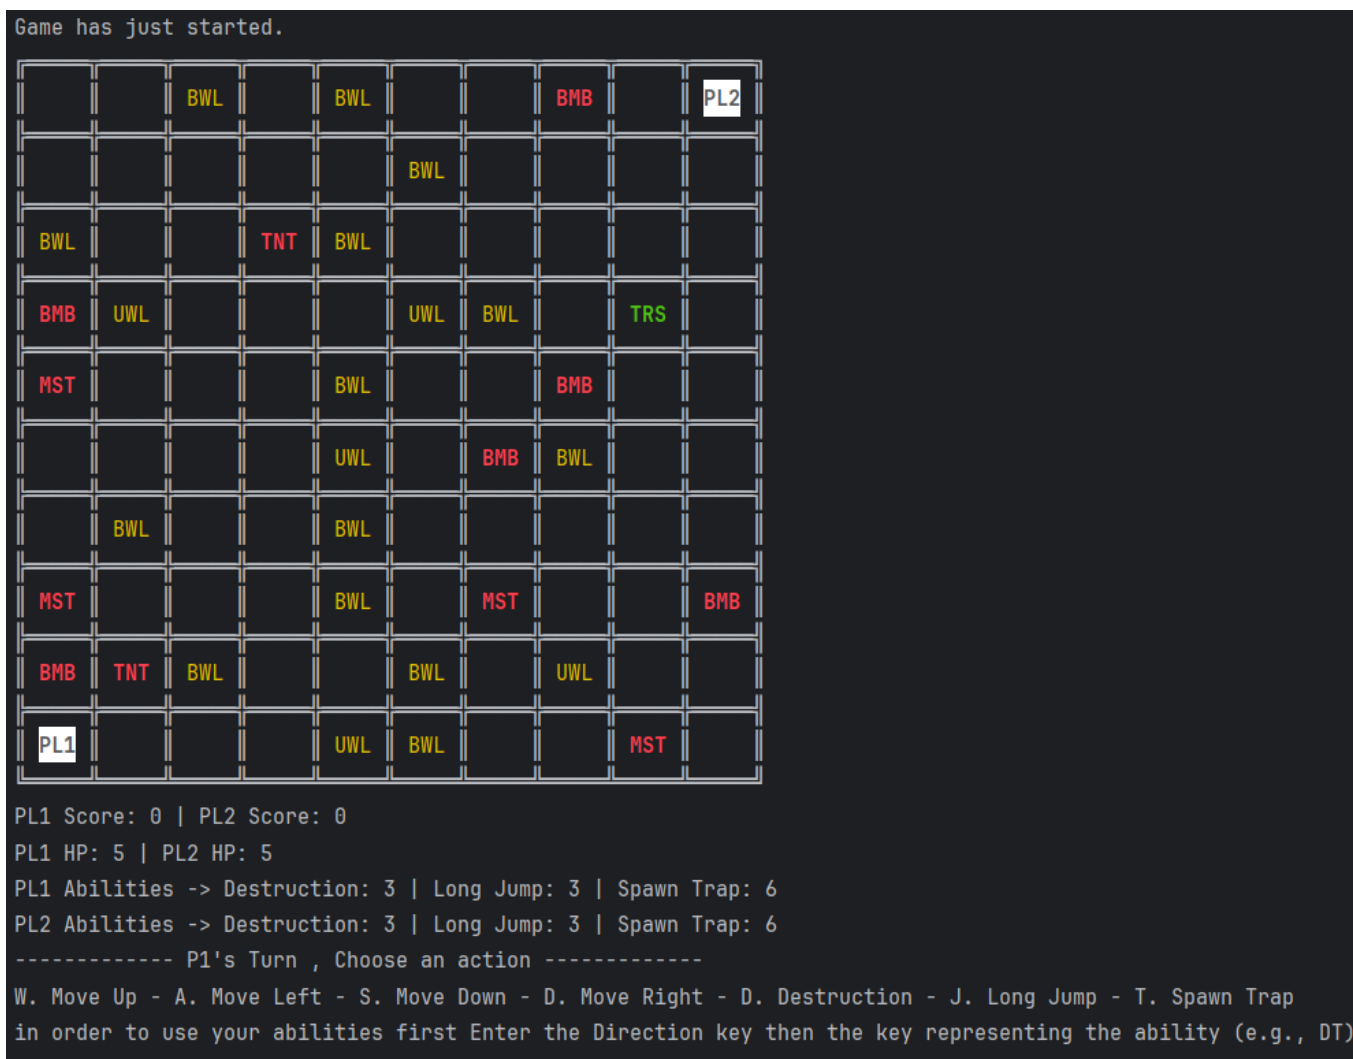 Game has just started.
BWL BWL BMB PL2
BWL
BWL TNT BWL
BMB UWL UWL BWL TRS
MST BWL BMB
UWL BMB BWL
BWL BWL
MST BWL MST BMB
BMB TNT BWL BWL UWL
PL1 UWL BWL MST
PL1 Score: 0 | PL2 Score: 0
PL1 HP: 5 | PL2 HP: 5
PL1 Abilities -> Destruction: 3 | Long Jump: 3 | Spawn Trap: 6
PL2 Abilities -> Destruction: 3 | Long Jump: 3 | Spawn Trap: 6
------------- P1's Turn , Choose an action -------------
W. Move Up - A. Move Left - S. Move Down - D. Move Right - D. Destruction - J. Long Jump - T. Spawn Trap
in order to use your abilities first Enter the Direction key then the key representing the ability (e.g., DT)